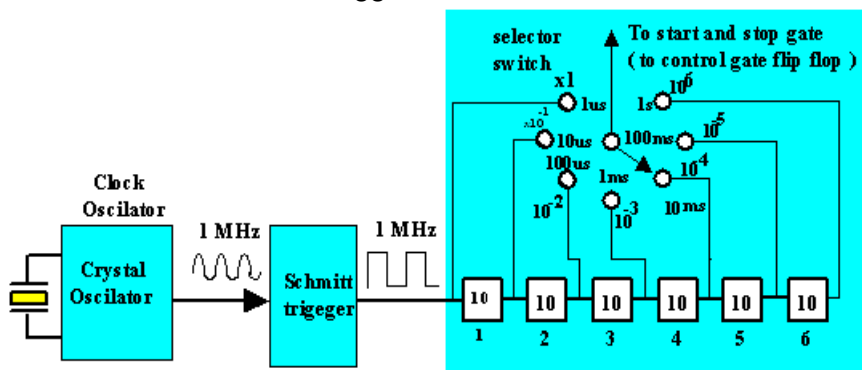 selector
switch
To start and stop gate
( to control gate flip flop )
x1
1us
1s
10^6
x10^-1
10us
100ms
10^-5
100us
1ms
10^-4
10^-2
10^-3
10ms
Clock
Oscilator
1 MHz
1 MHz
Crystal
Oscilator
Schmitt
trigeger
10
10
10
10
10
10
1
2
3
4
5
6